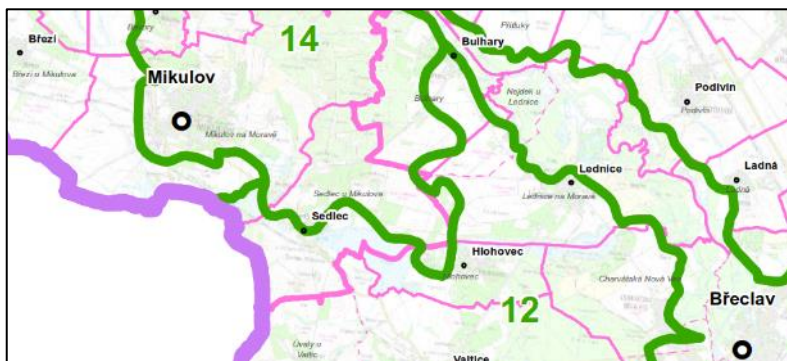 Přítluky
14
Bulhary
Březí
Březí u Mikulova
Mikulov
Mikulov na Moravě
Bulhary
Nejdek u
Lednice
Podivín
Podivín
Lednice
Lednice na Moravě
Ladná
Ladná
Sedlec u Mikulova
Sedlec
Hlohovec
Hlohovec
Charvátská Nová Ves
12
Břeclav
Úvaly u
Valtic
Valtice